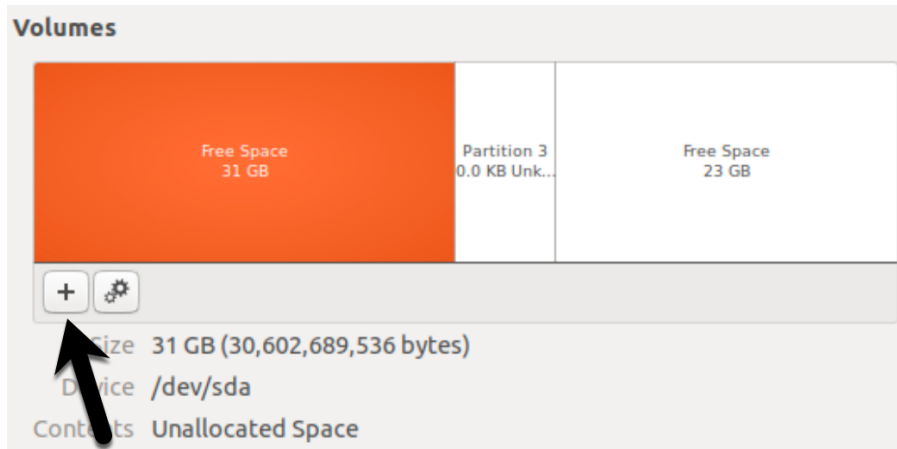 Volumes
Free Space
31 GB
Partition 3
0.0 KB Unk...
Free Space
23 GB
+
Size 31 GB (30,602,689,536 bytes)
Device /dev/sda
Contents Unallocated Space